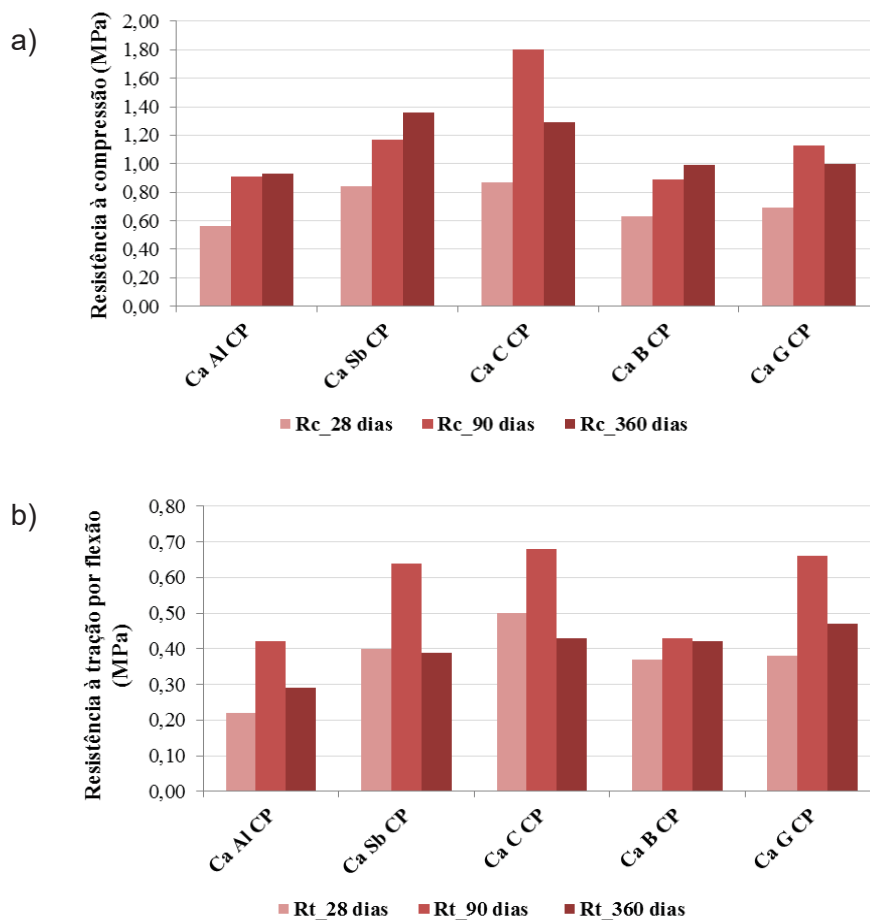 a)
Resistência à compressão (MPa)
2,00
1,80
1,60
1,40
1,20
1,00
0,80
0,60
0,40
0,20
0,00
Ca Al CP
Ca Sb CP
Ca C CP
Ca B CP
Ca G CP
Rc_28 dias Rc_90 dias Rc_360 dias
b)
Resistência à tração por flexão
(MPa)
0,80
0,70
0,60
0,50
0,40
0,30
0,20
0,10
0,00
Ca Al CP
Ca Sb CP
Ca C CP
Ca B CP
Ca G CP
Rt_28 dias Rt_90 dias Rt_360 dias